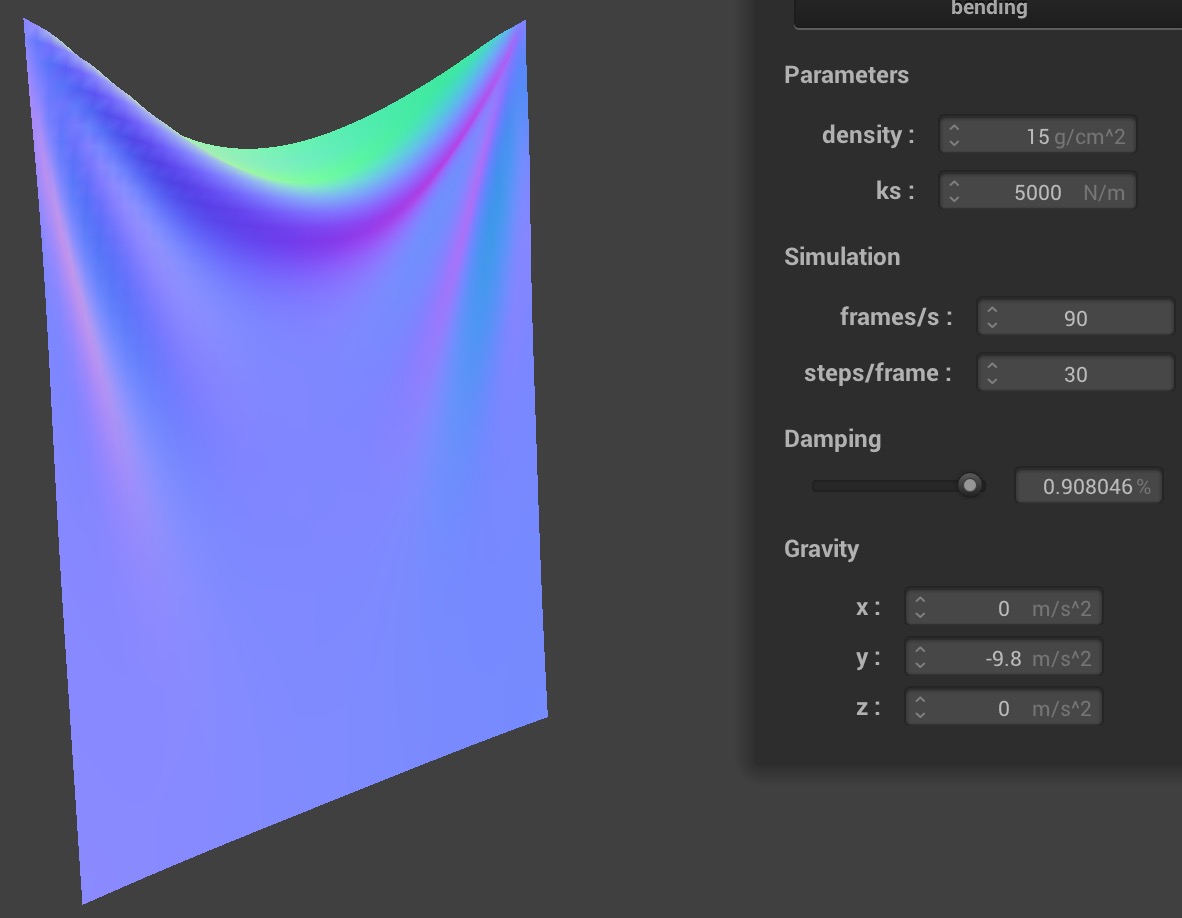 bending
Parameters
density : 15 g/cm^2
ks : 5000 N/m
Simulation
frames/s : 90
steps/frame : 30
Damping
0.908046 %
Gravity
x : 0 m/s^2
y : -9.8 m/s^2
z : 0 m/s^2